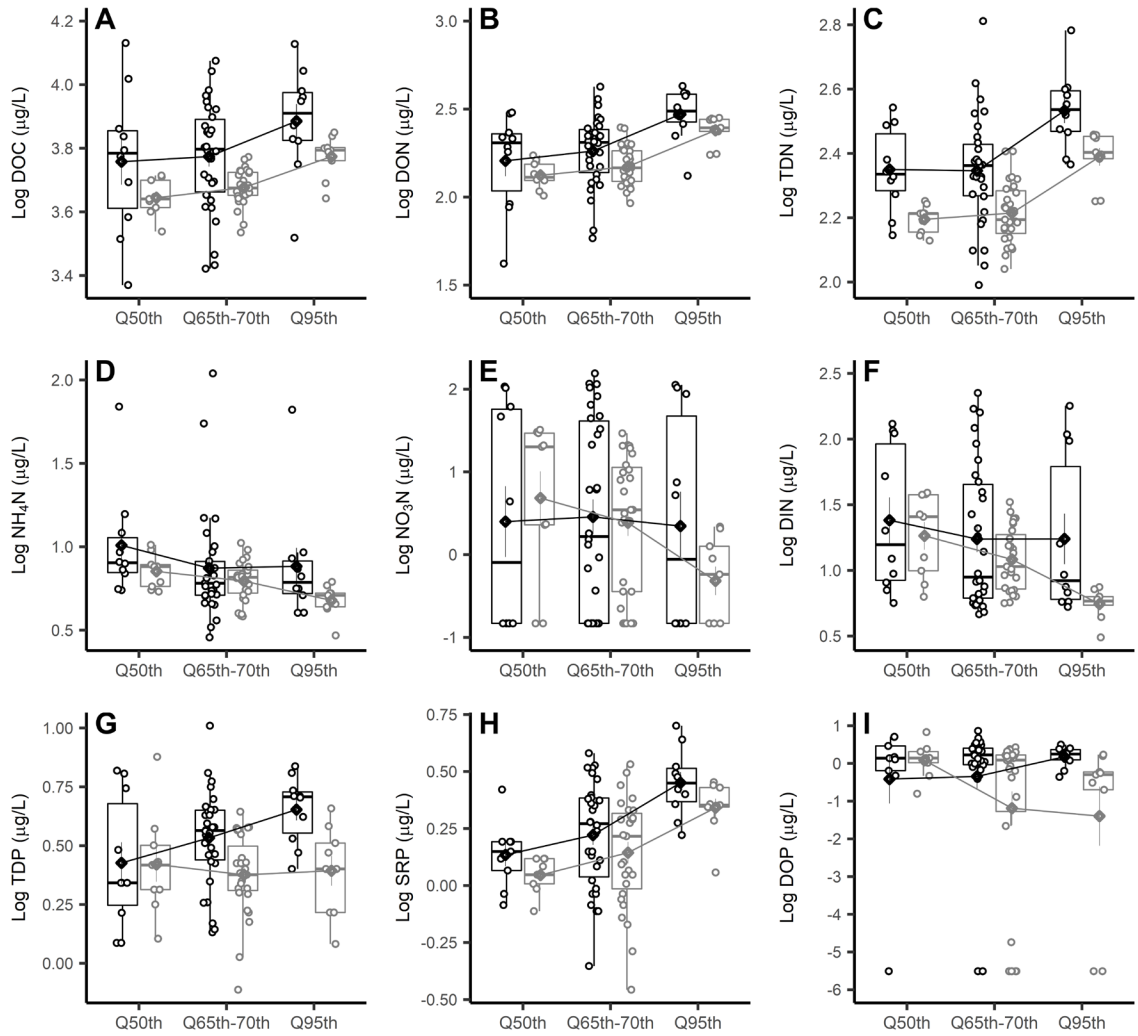 A
Log DOC (μg/L)
4.2
4.0
3.8
3.6
3.4
Q50th Q65th-70th Q95th
B
Log DON (μg/L)
3.0
2.5
2.0
1.5
Q50th Q65th-70th Q95th
C
Log TDN (μg/L)
2.8
2.6
2.4
2.2
2.0
Q50th Q65th-70th Q95th
D
Log NH₄N (μg/L)
2.0
1.5
1.0
0.5
Q50th Q65th-70th Q95th
E
Log NO₃N (μg/L)
2
1
0
-1
Q50th Q65th-70th Q95th
F
Log DIN (μg/L)
2.5
2.0
1.5
1.0
0.5
Q50th Q65th-70th Q95th
G
Log TDP (μg/L)
1.00
0.75
0.50
0.25
0.00
Q50th Q65th-70th Q95th
H
Log SRP (μg/L)
0.75
0.50
0.25
0.00
-0.25
-0.50
Q50th Q65th-70th Q95th
I
Log DOP (μg/L)
1
0
-1
-2
-3
-4
-5
-6
Q50th Q65th-70th Q95th